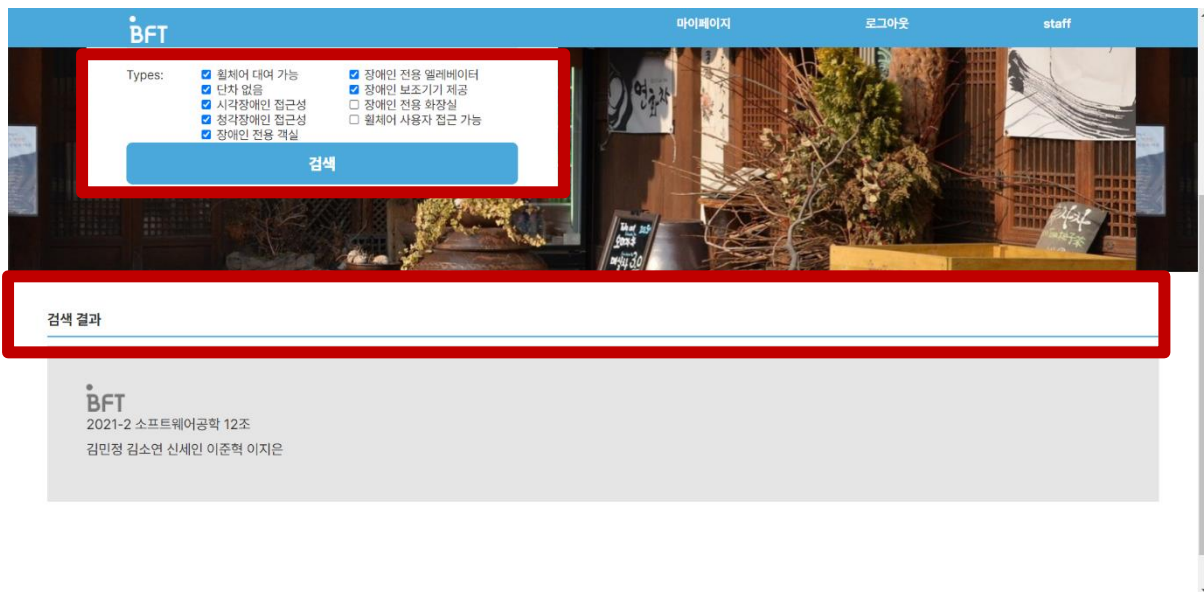 BFT
마이페이지 로그아웃 staff
Types:
휠체어 대여 가능 장애인 전용 엘레베이터
단차 없음 장애인 보조기기 제공
시각장애인 접근성 장애인 전용 화장실
청각장애인 접근성 휠체어 사용자 접근 가능
장애인 전용 객실
검색
연화차
3.0
검색 결과
BFT
2021-2 소프트웨어공학 12조
김민정 김소연 신세인 이준혁 이지은